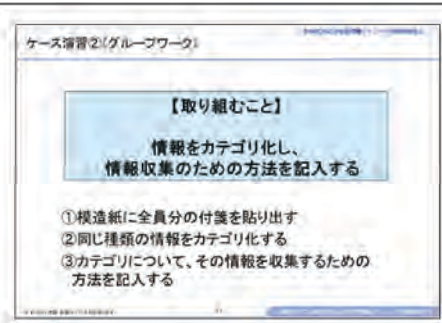 ケース演習②(グループワーク)
【取り組むこと】
情報をカテゴリ化し、
情報収集のための方法を記入する
①模造紙に全員分の付箋を貼り出す
②同じ種類の情報をカテゴリ化する
③カテゴリについて、その情報を収集するための
方法を記入する